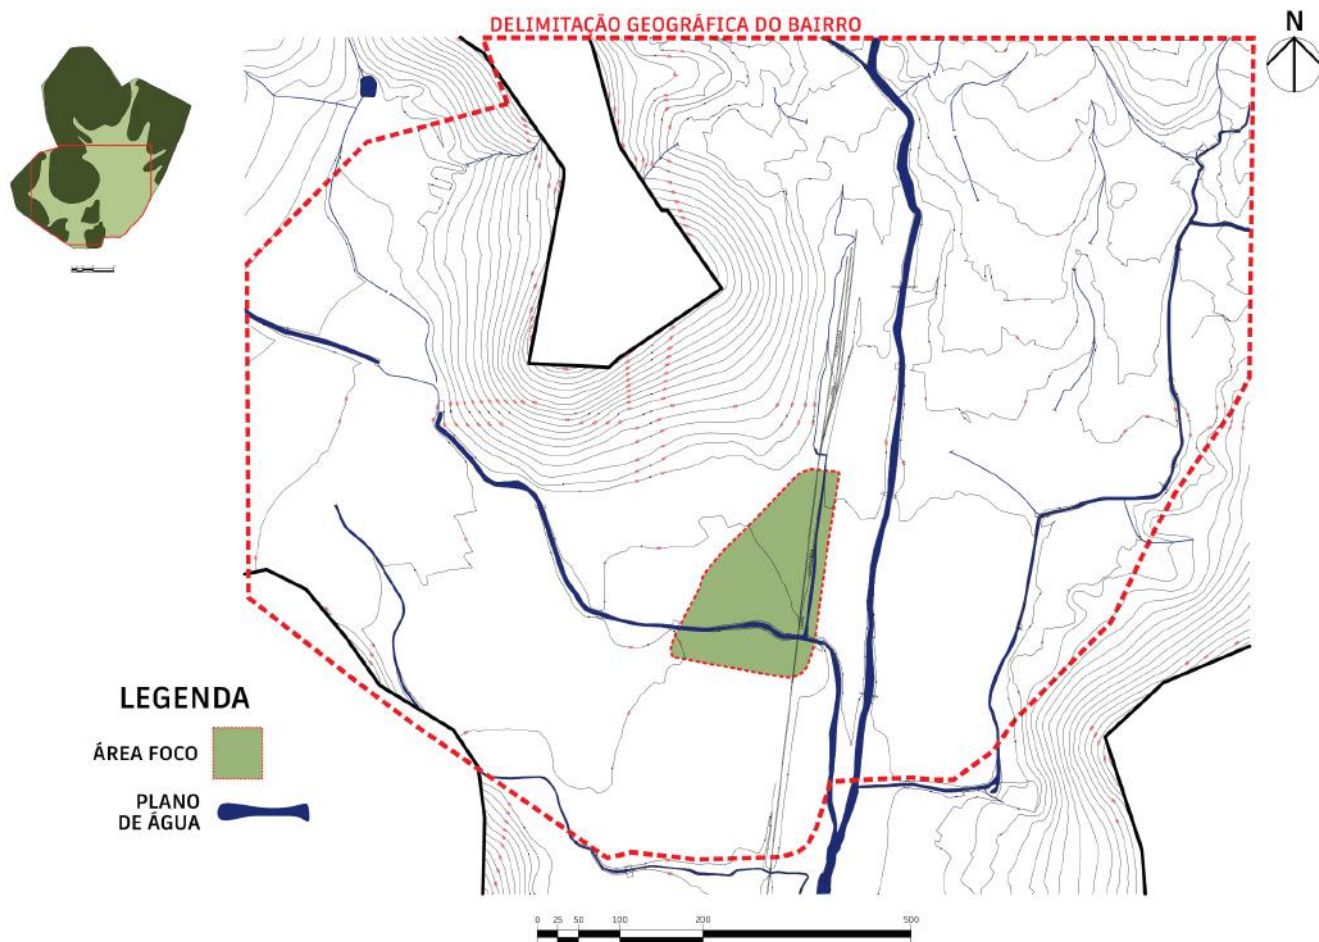 DELIMITAÇÃO GEOGRÁFICA DO BAIRRO
N
LEGENDA
ÁREA FOCO
PLANO
DE ÁGUA
0 25 50 100 200 500